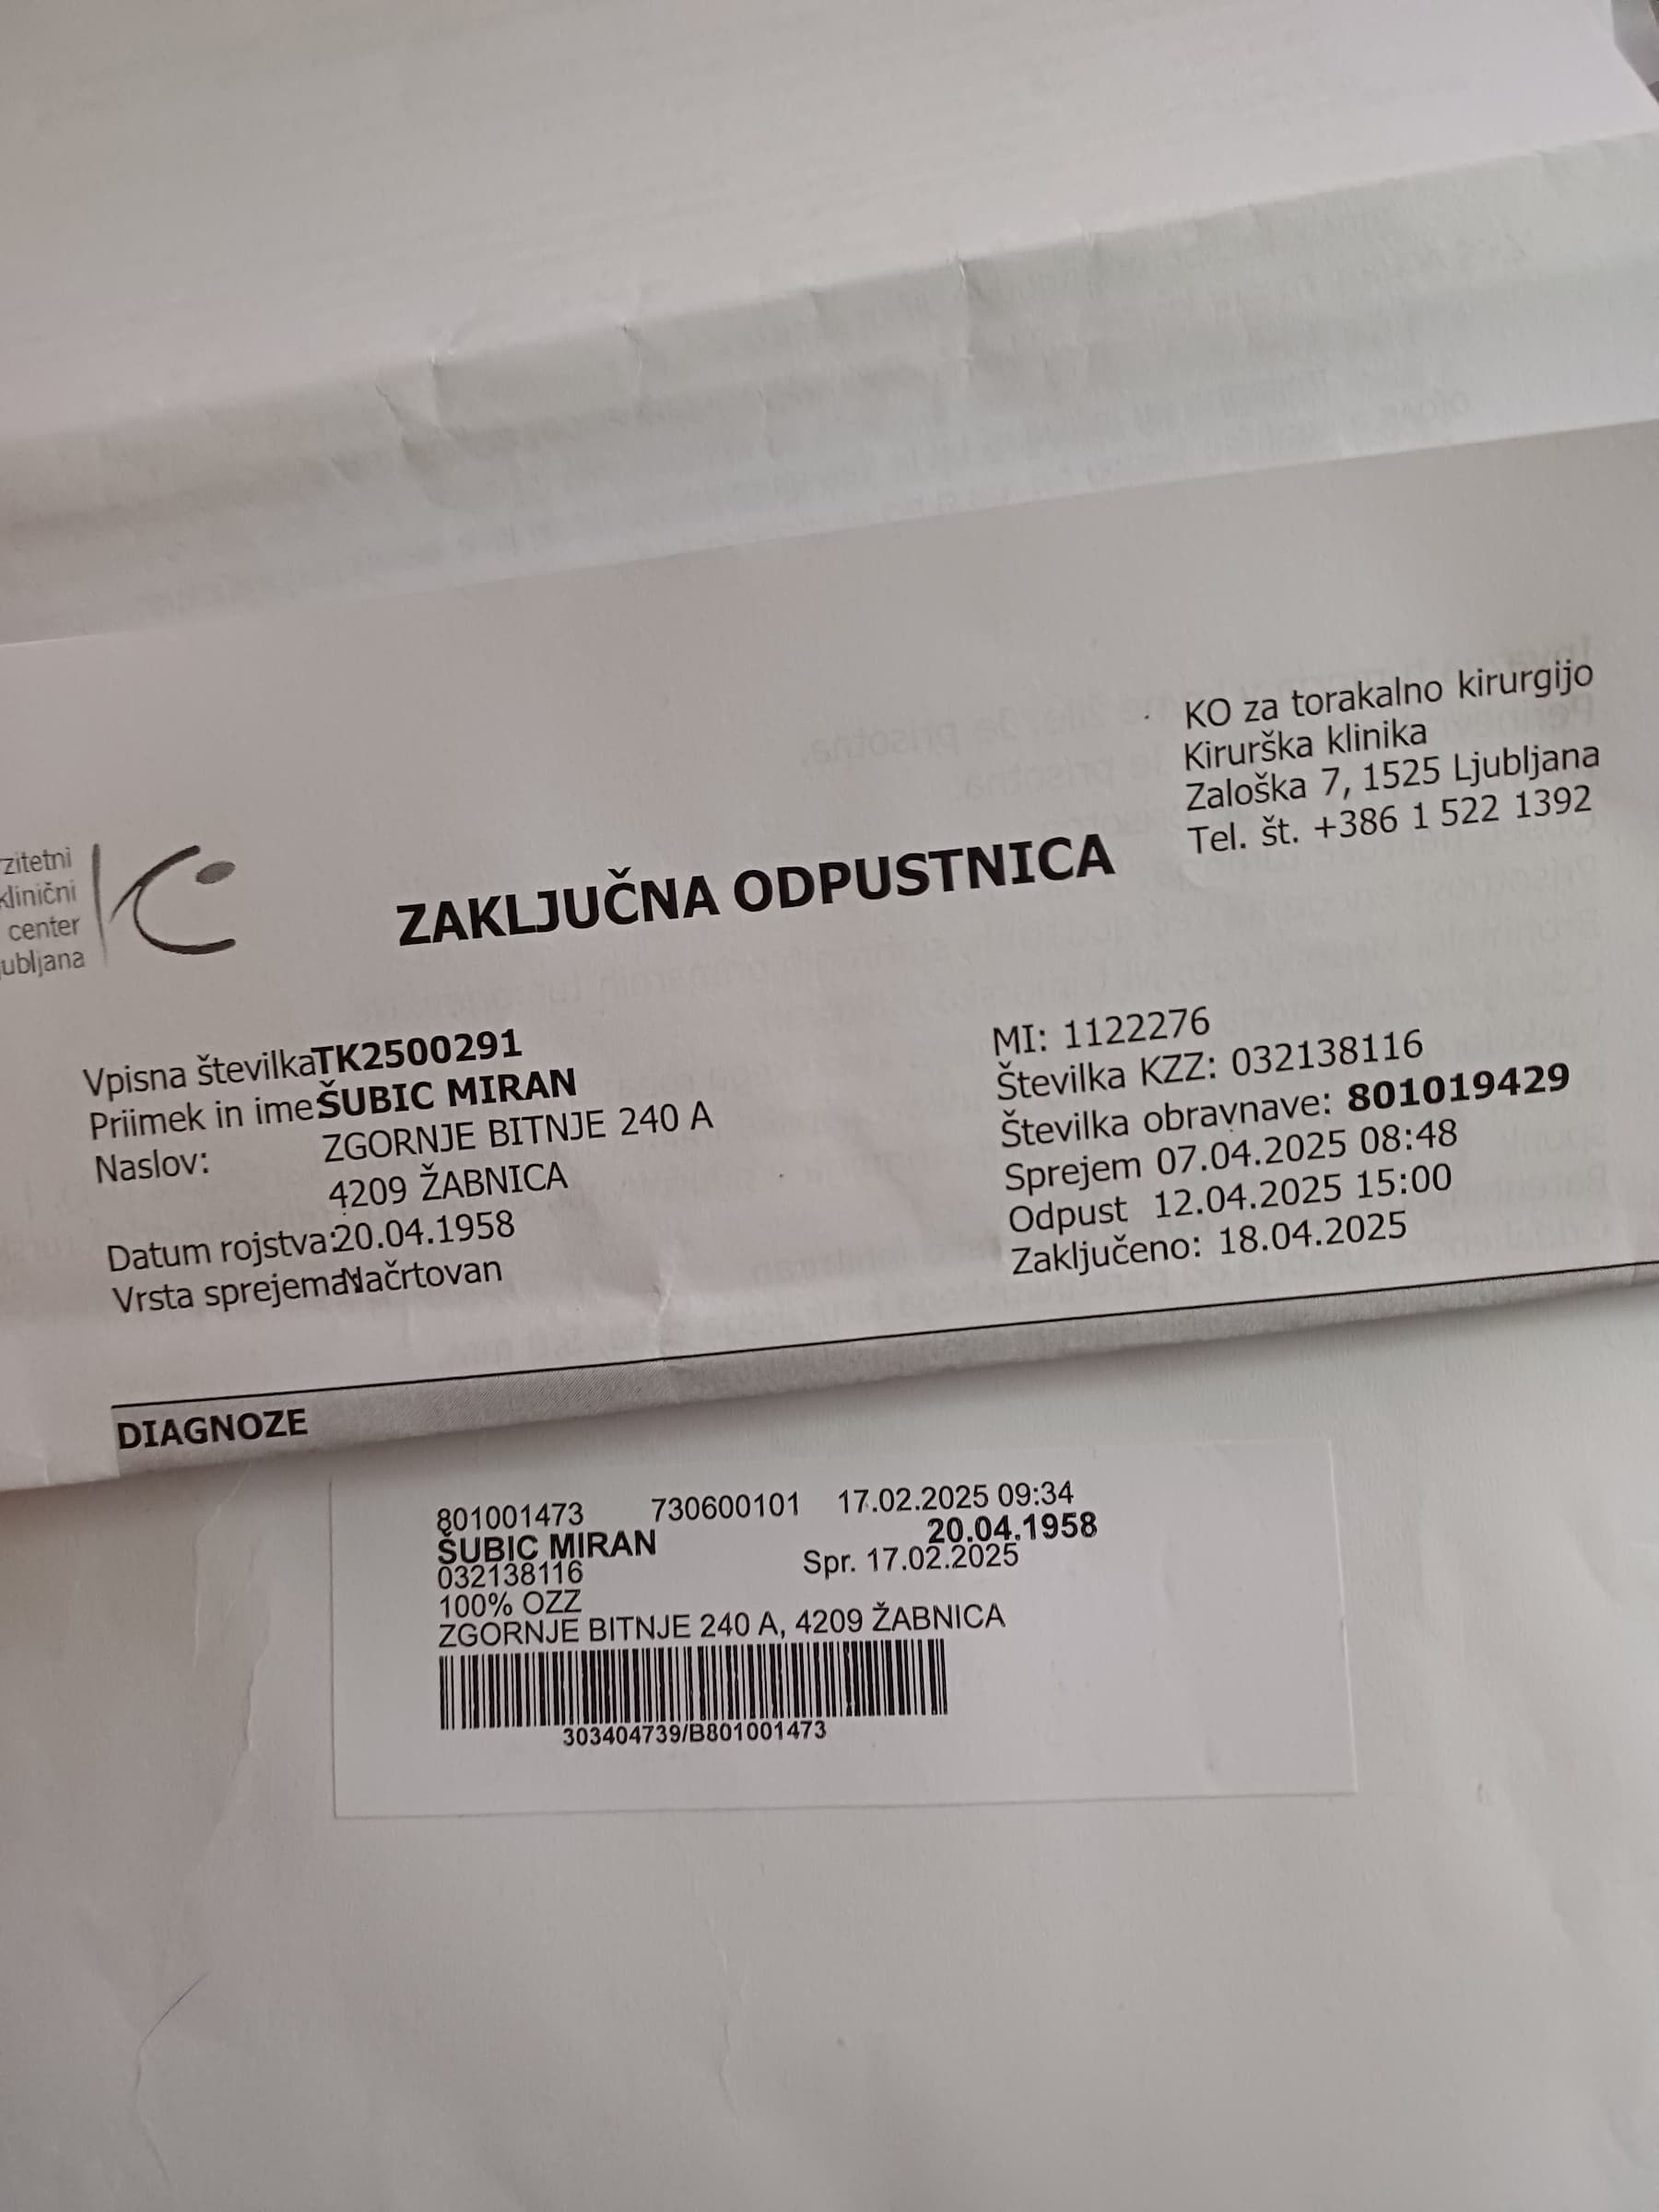 KO za torakalno kirurgijo
Kirurška klinika
Zaloška 7, 1525 Ljubljana
Tel. št. +386 1 522 1392
zitetni
klinični
center
ubljana
ZAKLJUČNA ODPUSTNICA
Vpisna številkaTK2500291
Priimek in imeŠUBIC MIRAN
Naslov: ZGORNJE BITNJE 240 A
4209 ŽABNICA
Datum rojstva:20.04.1958
Vrsta sprejema:Načrtovan
MI: 1122276
Številka KZZ: 032138116
Številka obravnave: 801019429
Sprejem 07.04.2025 08:48
Odpust 12.04.2025 15:00
Zaključeno: 18.04.2025
DIAGNOZE
801001473 730600101 17.02.2025 09:34
ŠUBIC MIRAN 20.04.1958
032138116 Spr. 17.02.2025
100% OZZ
ZGORNJE BITNJE 240 A, 4209 ŽABNICA
303404739/B801001473